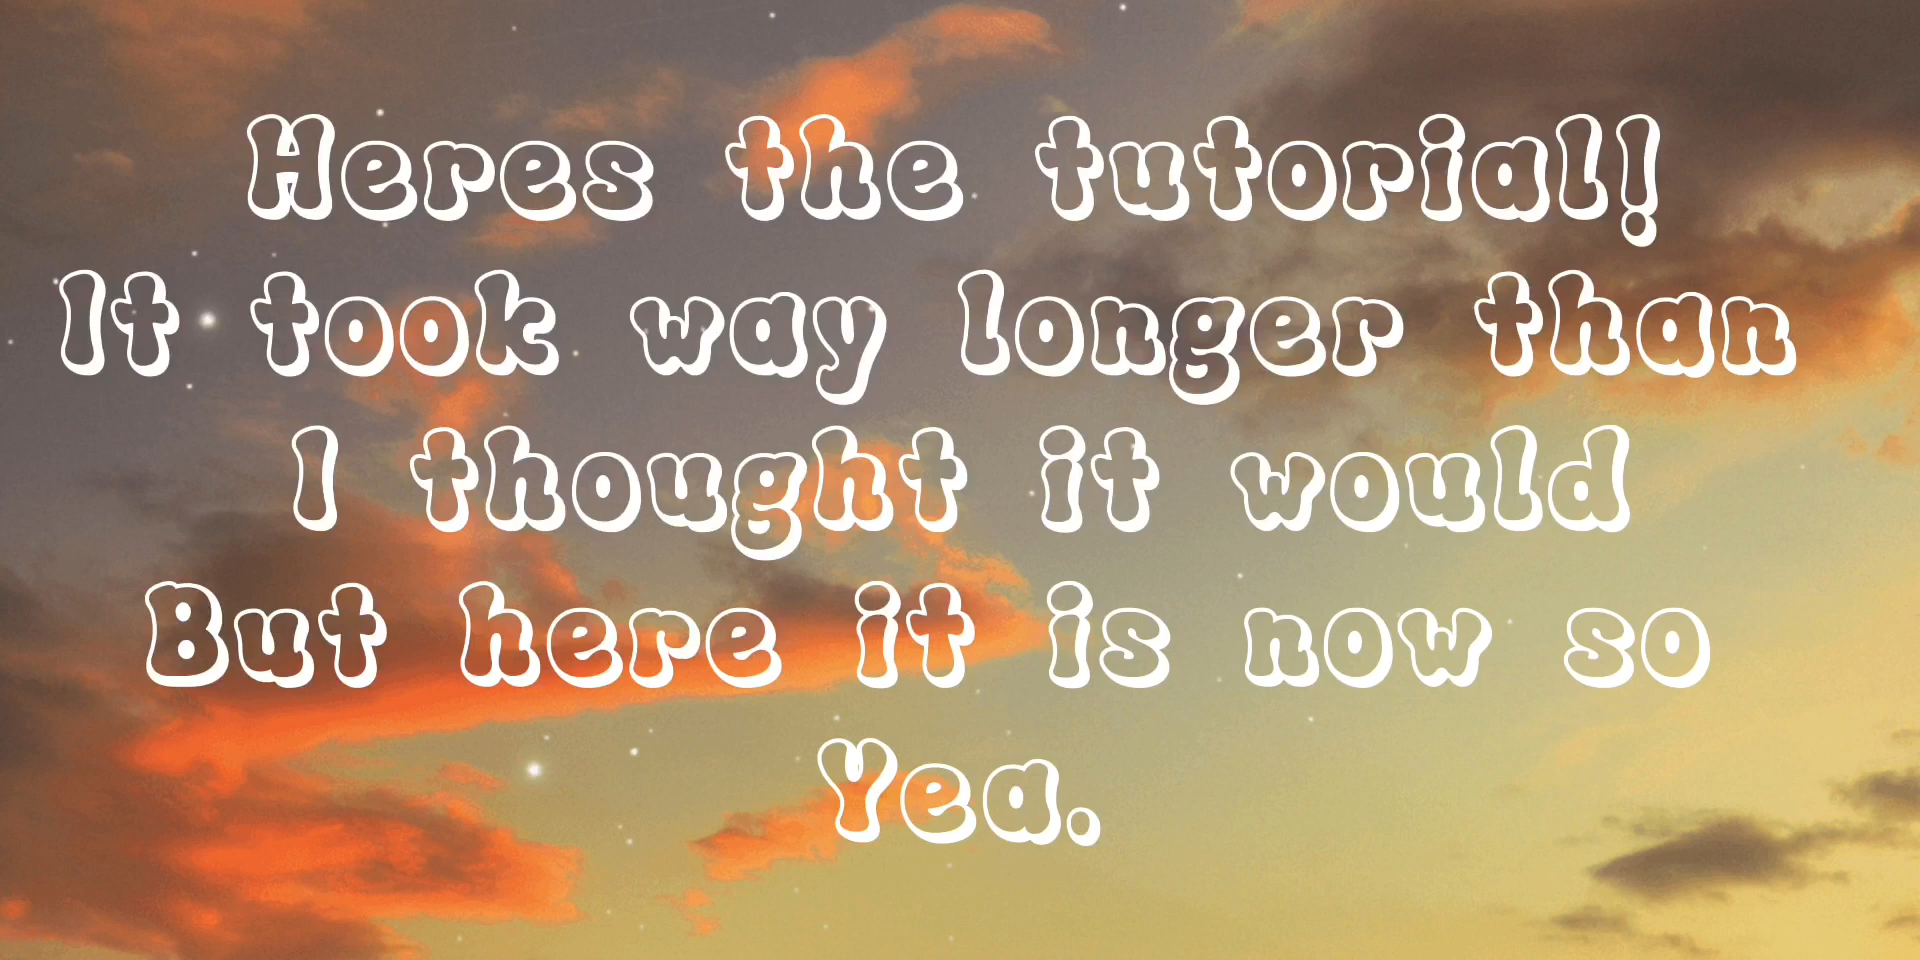 Heres the tutorial!
It took way longer than
I thought it would
But here it is now so
Yea.